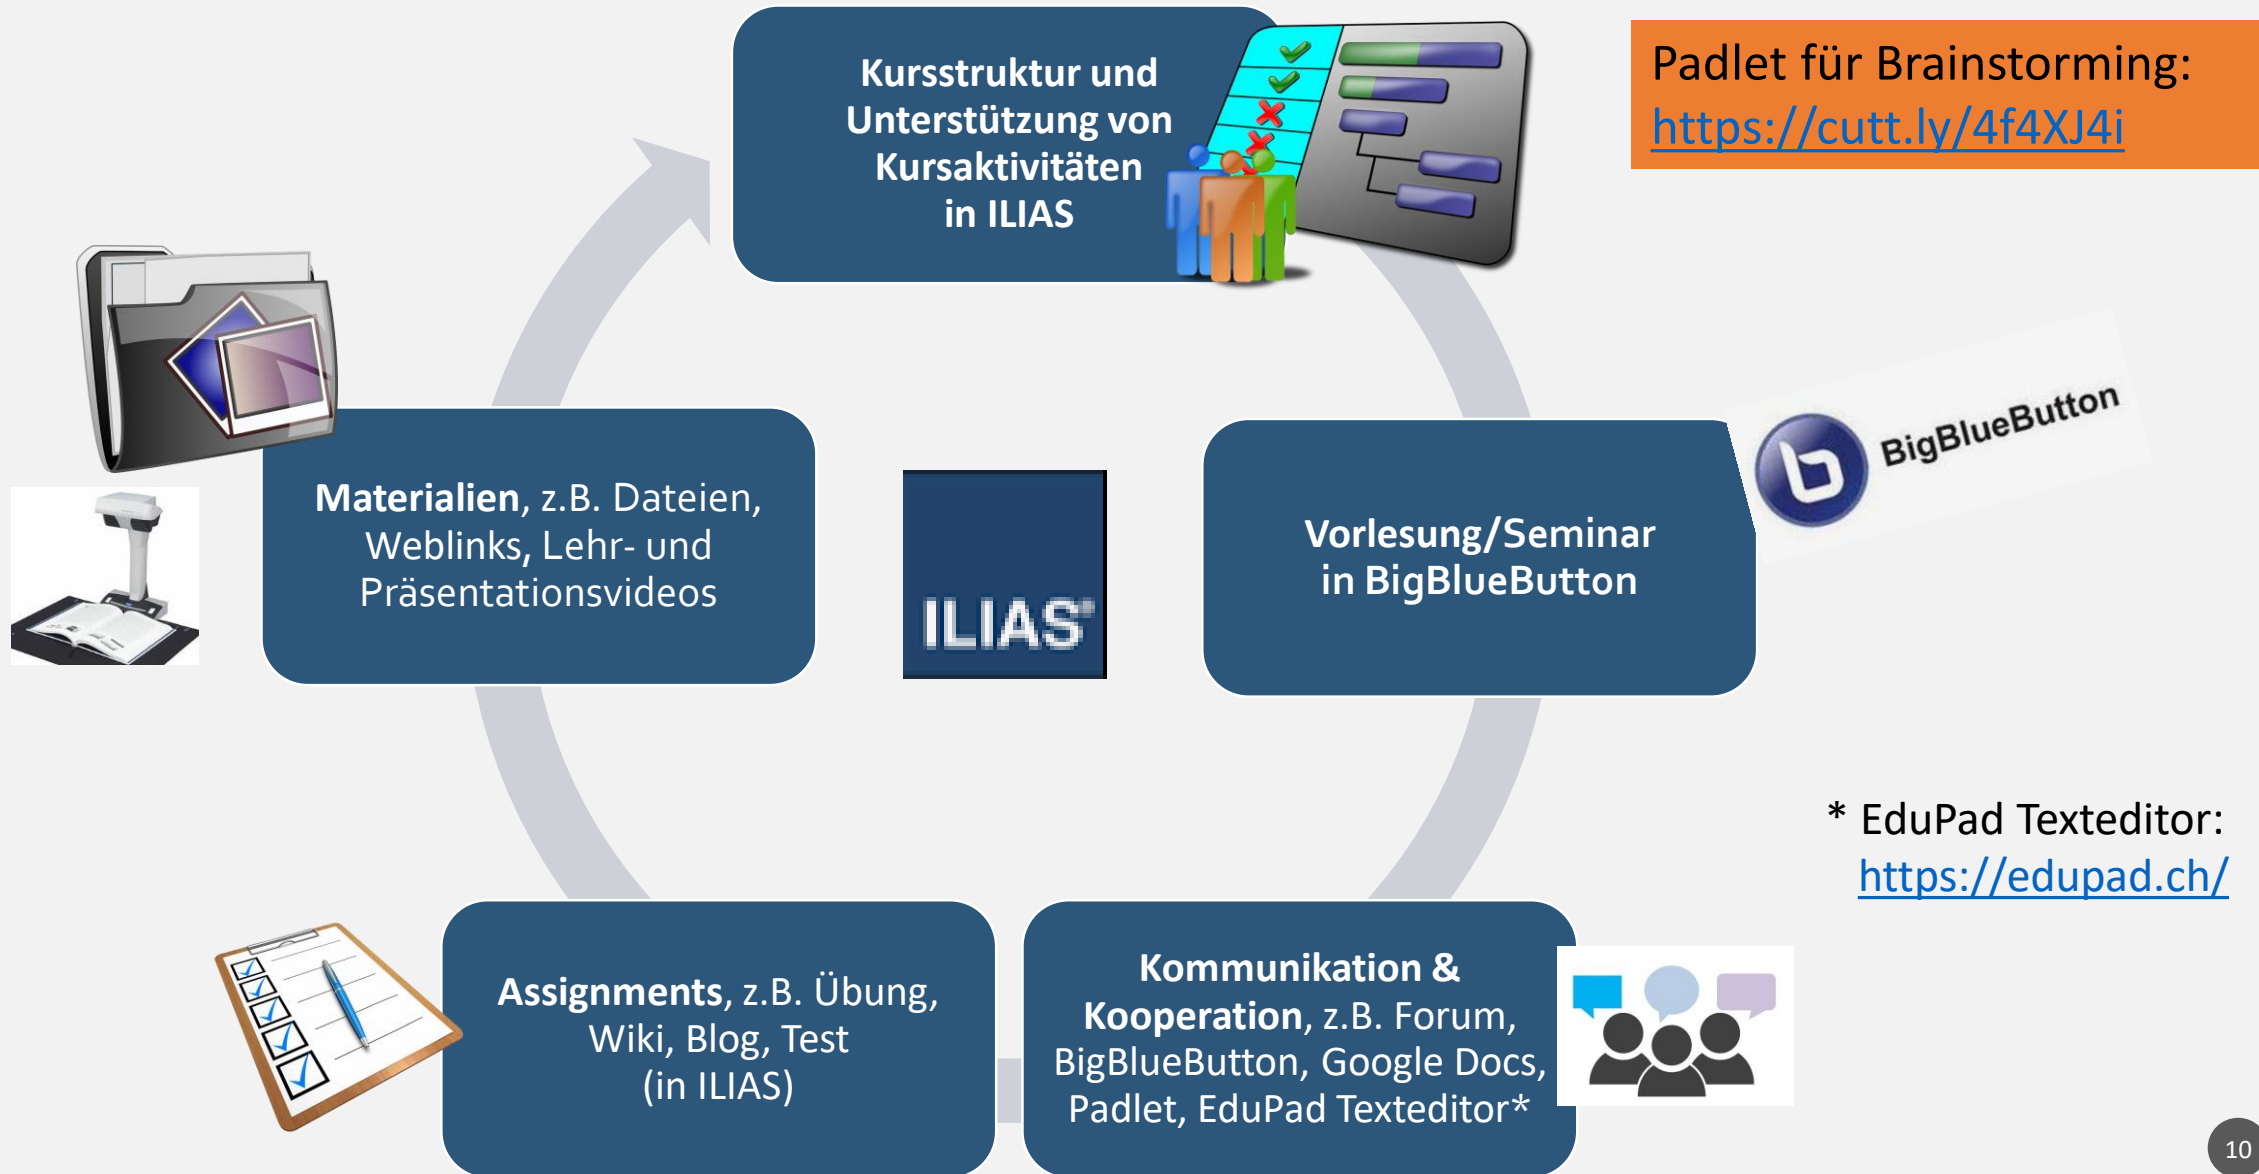 Kursstruktur und
Unterstützung von
Kursaktivitäten
in ILIAS
Padlet für Brainstorming:
https://cutt.ly/4f4XJ4i
Materialien, z.B. Dateien,
Weblinks, Lehr- und
Präsentationsvideos
ILIAS®
Vorlesung/Seminar
in BigBlueButton
BigBlueButton
* EduPad Texteditor:
https://edupad.ch/
Assignments, z.B. Übung,
Wiki, Blog, Test
(in ILIAS)
Kommunikation &
Kooperation, z.B. Forum,
BigBlueButton, Google Docs,
Padlet, EduPad Texteditor*
10